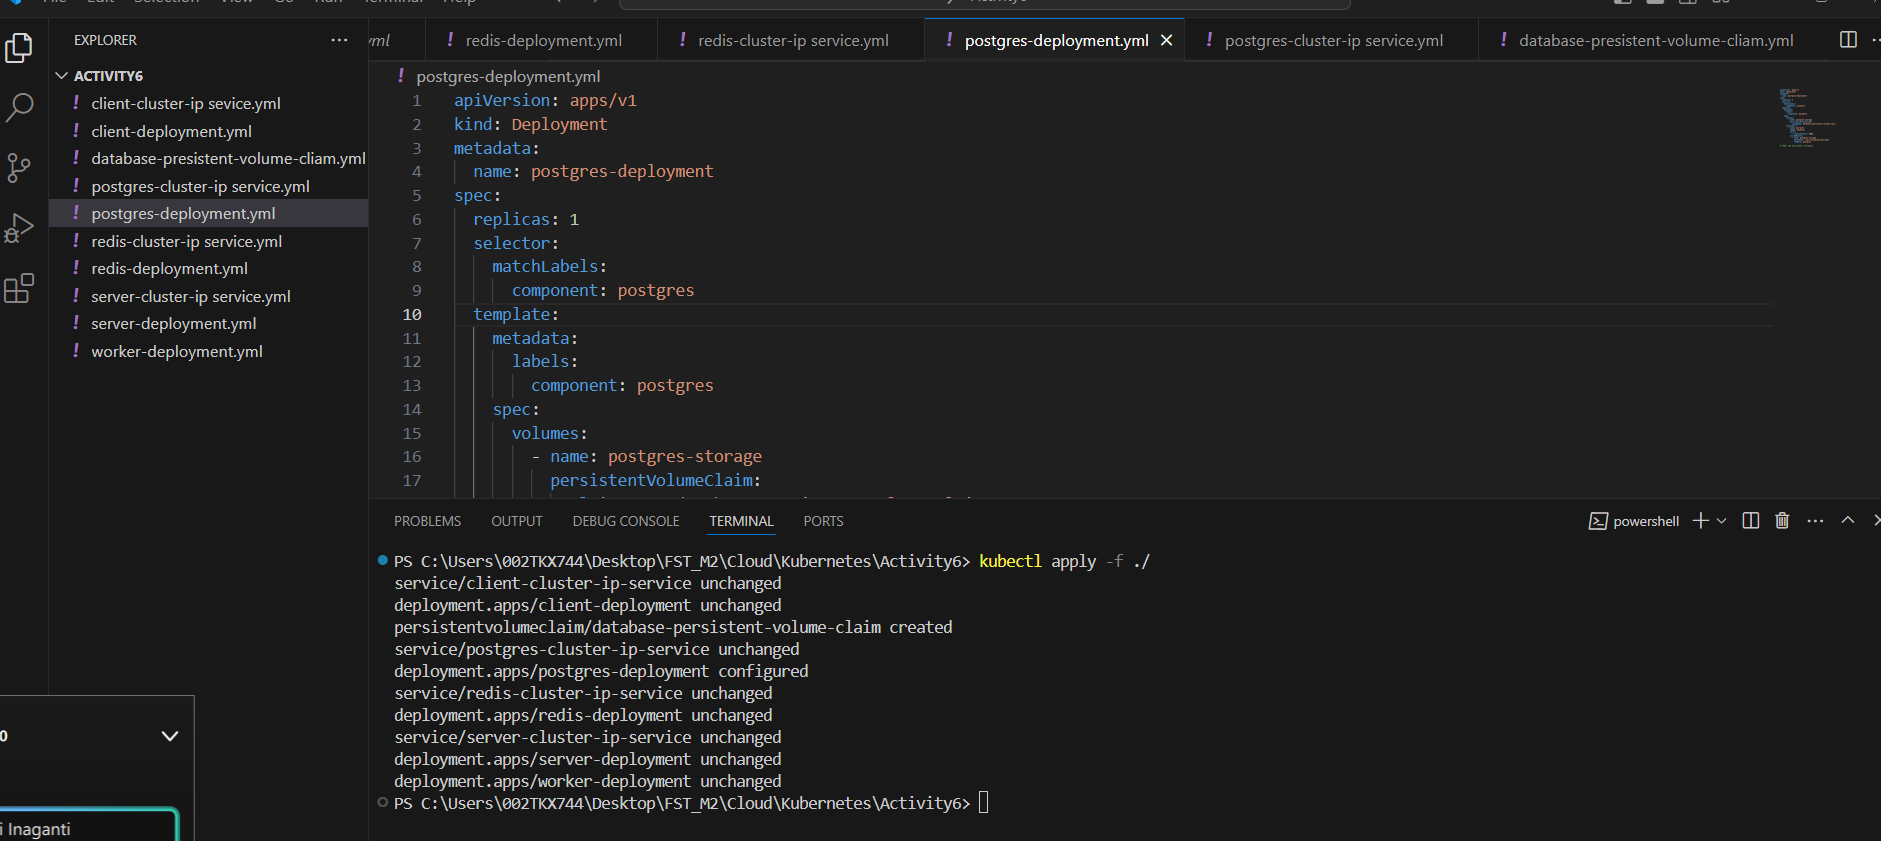 EXPLORER
ACTIVITY6
client-cluster-ip sevice.yml
client-deployment.yml
database-presistent-volume-cliam.yml
postgres-cluster-ip service.yml
postgres-deployment.yml
redis-cluster-ip service.yml
redis-deployment.yml
server-cluster-ip service.yml
server-deployment.yml
worker-deployment.yml
redis-deployment.yml
redis-cluster-ip service.yml
postgres-deployment.yml
postgres-cluster-ip service.yml
database-presistent-volume-cliam.yml
postgres-deployment.yml
1 apiVersion: apps/v1
2 kind: Deployment
3 metadata:
4 name: postgres-deployment
5 spec:
6 replicas: 1
7 selector:
8 matchLabels:
9 component: postgres
10 template:
11 metadata:
12 labels:
13 component: postgres
14 spec:
15 volumes:
16 - name: postgres-storage
17 persistentVolumeClaim:
PROBLEMS OUTPUT DEBUG CONSOLE TERMINAL PORTS
powershell
PS C:\Users\002TKX744\Desktop\FST_M2\Cloud\Kubernetes\Activity6> kubectl apply -f ./
service/client-cluster-ip-service unchanged
deployment.apps/client-deployment unchanged
persistentvolumeclaim/database-persistent-volume-claim created
service/postgres-cluster-ip-service unchanged
deployment.apps/postgres-deployment configured
service/redis-cluster-ip-service unchanged
deployment.apps/redis-deployment unchanged
service/server-cluster-ip-service unchanged
deployment.apps/server-deployment unchanged
deployment.apps/worker-deployment unchanged
PS C:\Users\002TKX744\Desktop\FST_M2\Cloud\Kubernetes\Activity6>
i Inaganti